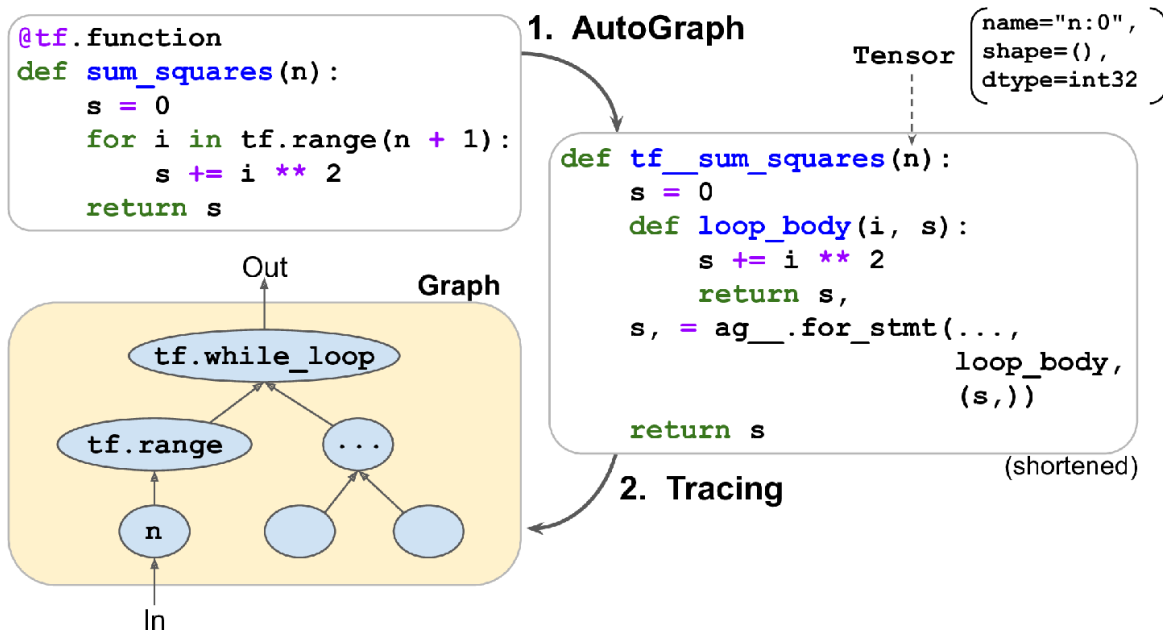 @tf.function
def sum_squares(n):
    s = 0
    for i in tf.range(n + 1):
        s += i ** 2
    return s
1. AutoGraph
Tensor
name="n:0",
shape=(),
dtype=int32
def tf__sum_squares(n):
    s = 0
    def loop_body(i, s):
        s += i ** 2
        return s,
    s, = ag__.for_stmt(...,
                       loop_body,
                       (s,))
    return s
(shortened)
2. Tracing
Out
Graph
tf.while_loop
tf.range
...
n
In